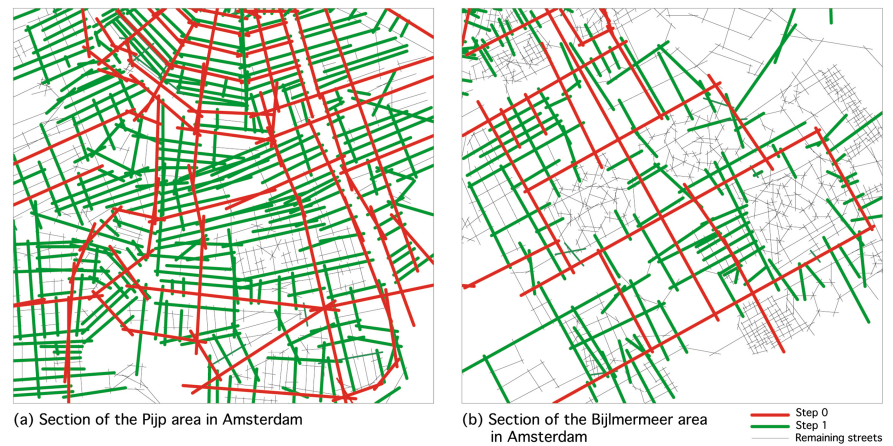 (a) Section of the Pijp area in Amsterdam
(b) Section of the Bijlmermeer area
in Amsterdam
Step 0
Step 1
Remaining streets